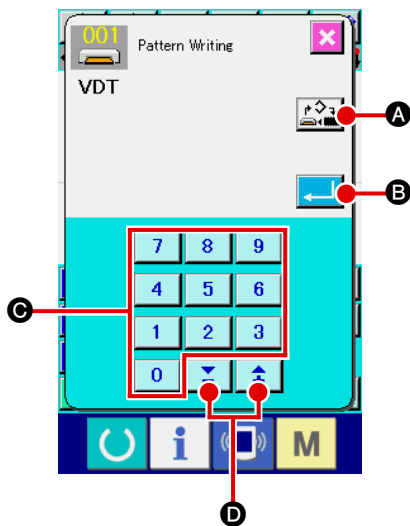 001
Pattern Writing
VDT
A
B
7 8 9
4 5 6
C
1 2 3
0
i M
D